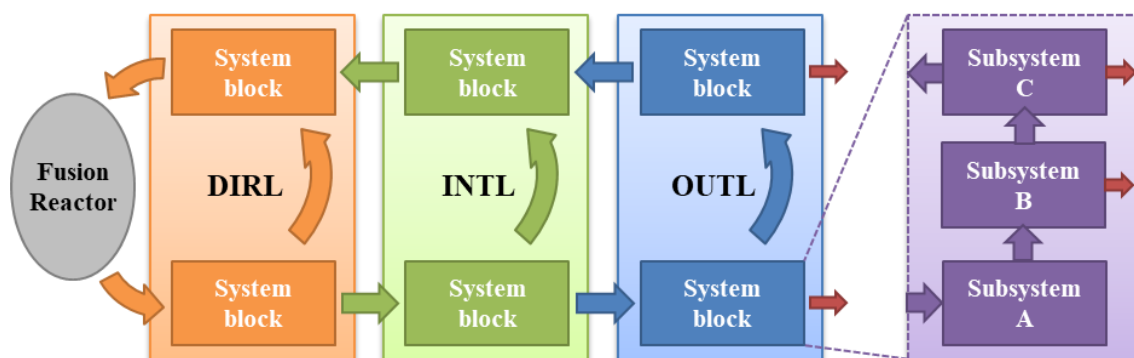 System
block
System
block
System
block
Subsystem
C
Fusion
Reactor
DIRL
INTL
OUTL
Subsystem
B
System
block
System
block
System
block
Subsystem
A